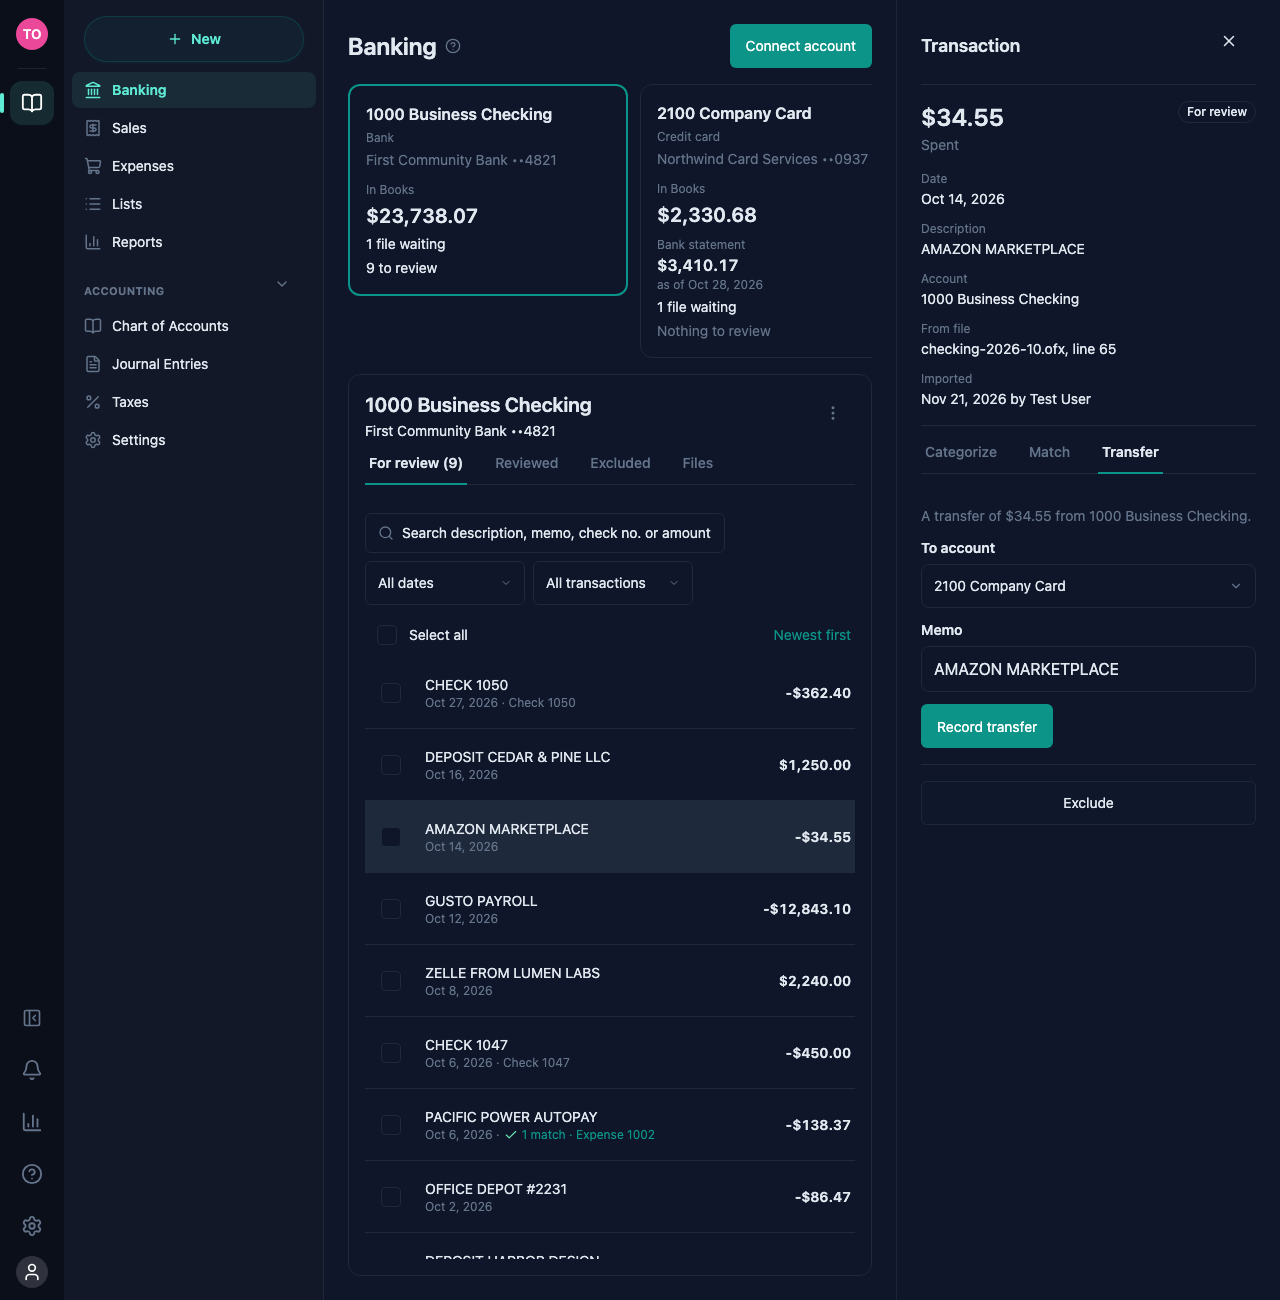 TO
New
Banking
Sales
Expenses
Lists
Reports
ACCOUNTING
Chart of Accounts
Journal Entries
Taxes
Settings
Banking
Connect account
1000 Business Checking
Bank
First Community Bank ••4821
In Books
$23,738.07
1 file waiting
9 to review
2100 Company Card
Credit card
Northwind Card Services ••0937
In Books
$2,330.68
Bank statement
$3,410.17
as of Oct 28, 2026
1 file waiting
Nothing to review
1000 Business Checking
First Community Bank ••4821
For review (9) Reviewed Excluded Files
Search description, memo, check no. or amount
All dates All transactions
Select all Newest first
CHECK 1050 -$362.40
Oct 27, 2026 · Check 1050
DEPOSIT CEDAR & PINE LLC $1,250.00
Oct 16, 2026
AMAZON MARKETPLACE -$34.55
Oct 14, 2026
GUSTO PAYROLL -$12,843.10
Oct 12, 2026
ZELLE FROM LUMEN LABS $2,240.00
Oct 8, 2026
CHECK 1047 -$450.00
Oct 6, 2026 · Check 1047
PACIFIC POWER AUTOPAY -$138.37
Oct 6, 2026 · 1 match · Expense 1002
OFFICE DEPOT #2231 -$86.47
Oct 2, 2026
DEPOSIT HARBOR DESIGN
Transaction
$34.55 For review
Spent
Date
Oct 14, 2026
Description
AMAZON MARKETPLACE
Account
1000 Business Checking
From file
checking-2026-10.ofx, line 65
Imported
Nov 21, 2026 by Test User
Categorize Match Transfer
A transfer of $34.55 from 1000 Business Checking.
To account
2100 Company Card
Memo
AMAZON MARKETPLACE
Record transfer
Exclude